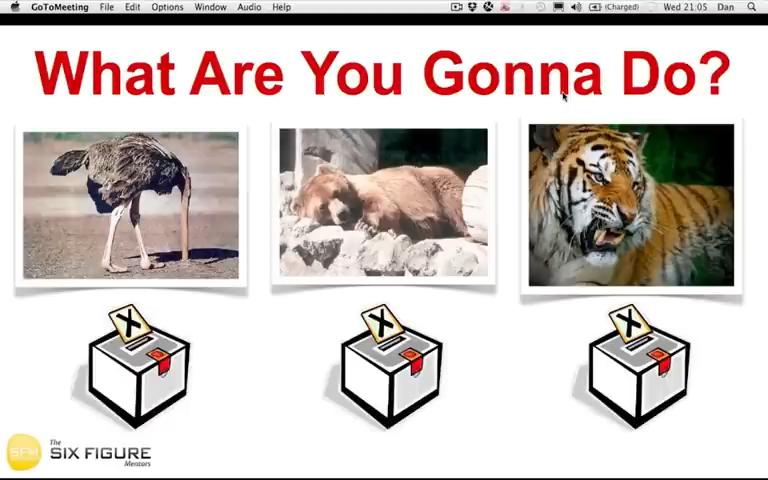 GoToMeeting File Edit Options Window Audio Help (Charged) Wed 21:05 Dan
What Are You Gonna Do?
X X X
SFM The
SIX FIGURE
Mentors